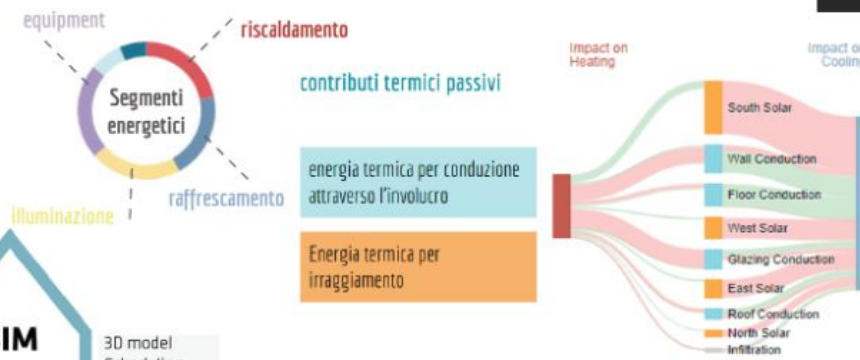 equipment
riscaldamento
Segmenti
energetici
raffrescamento
illuminazione
contributi termici passivi
energia termica per conduzione
attraverso l'involucro
Energia termica per
irraggiamento
Impact on
Heating
Impact
South Solar
Wall Conduction
Floor Conduction
West Solar
Glazing Conduction
East Solar
Roof Conduction
North Solar
Infiltration
3D model